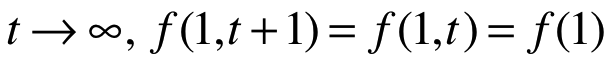 t → ∞, f(1,t + 1) = f(1,t) = f(1)